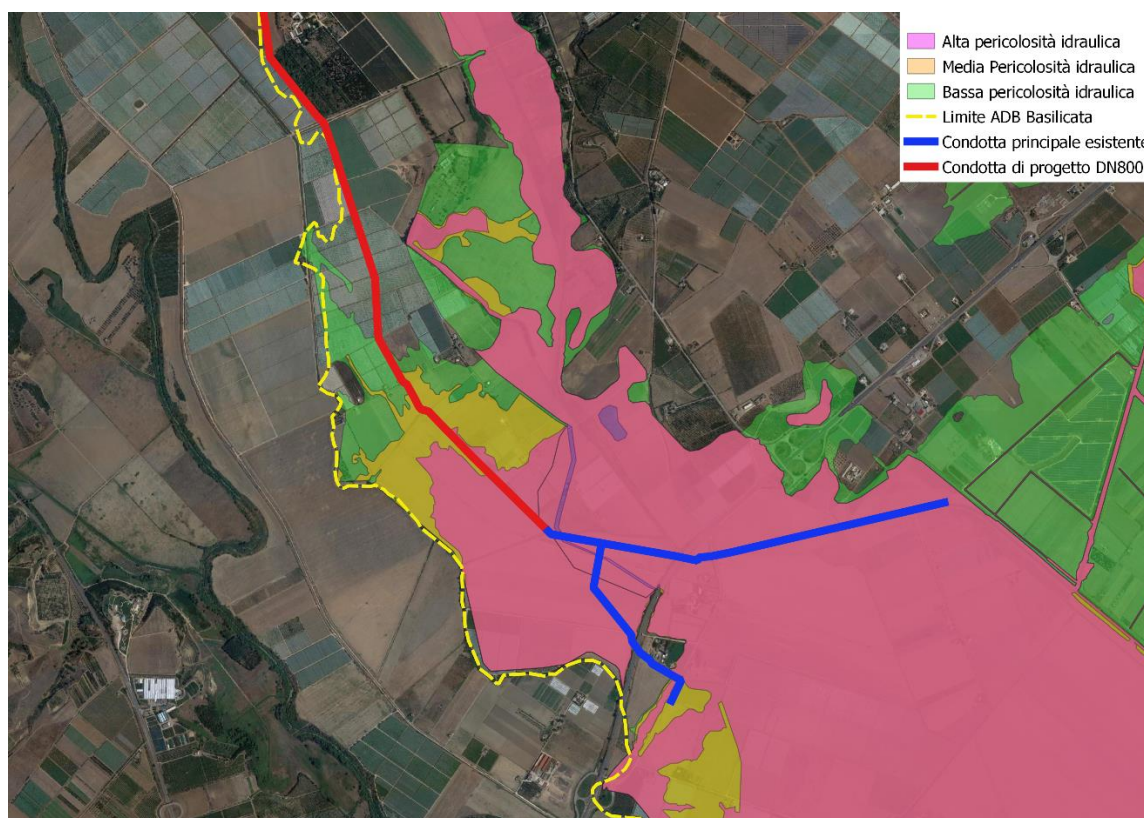 Alta pericolosità idraulica
Media Pericolosità idraulica
Bassa pericolosità idraulica
Limite ADB Basilicata
Condotta principale esistente
Condotta di progetto DN800